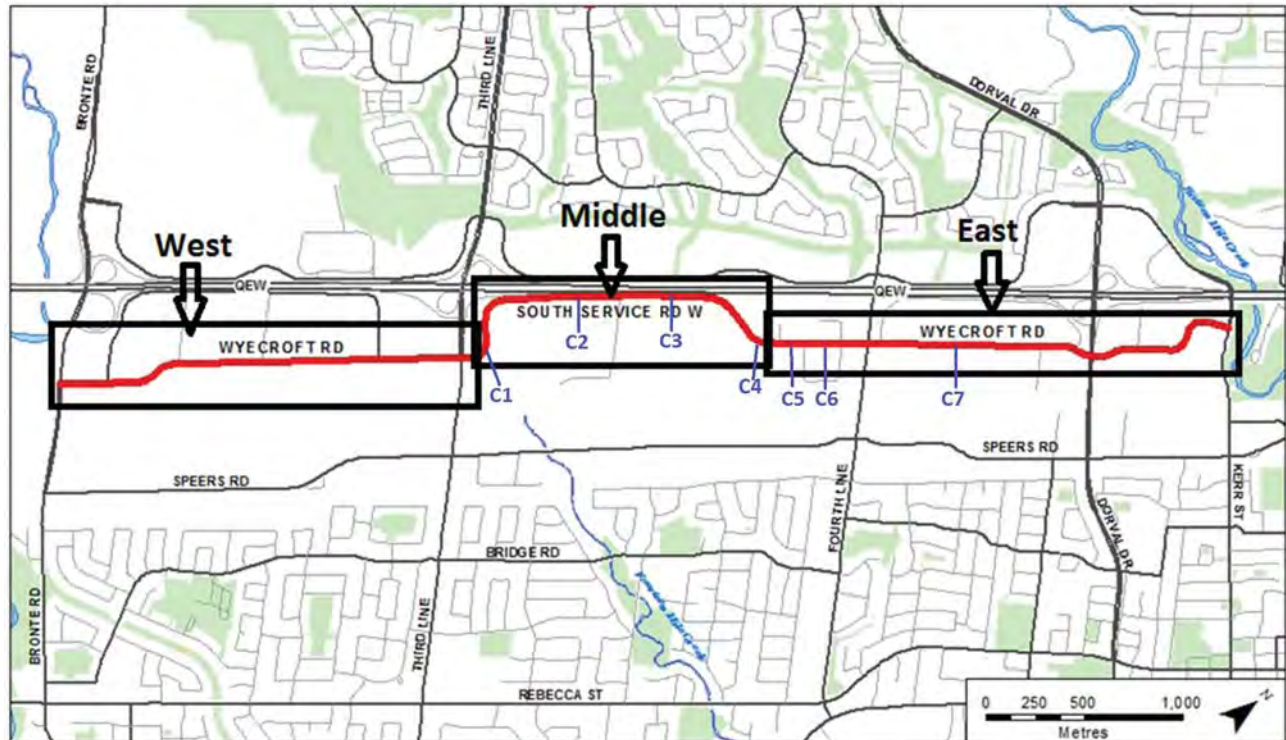 BRONTE RD
THIRD LINE
DORVAL DR
West
Middle
East
QEW
QEW
WYECROFT RD
SOUTH SERVICE RD W
WYECROFT RD
C1
C2
C3
C4
C5
C6
C7
SPEERS RD
SPEERS RD
BRIDGE RD
BRONTE RD
THIRD LINE
FOURTH LINE
DORVAL DR
KERR ST
REBECCA ST
0 250 500 1,000
Metres
N